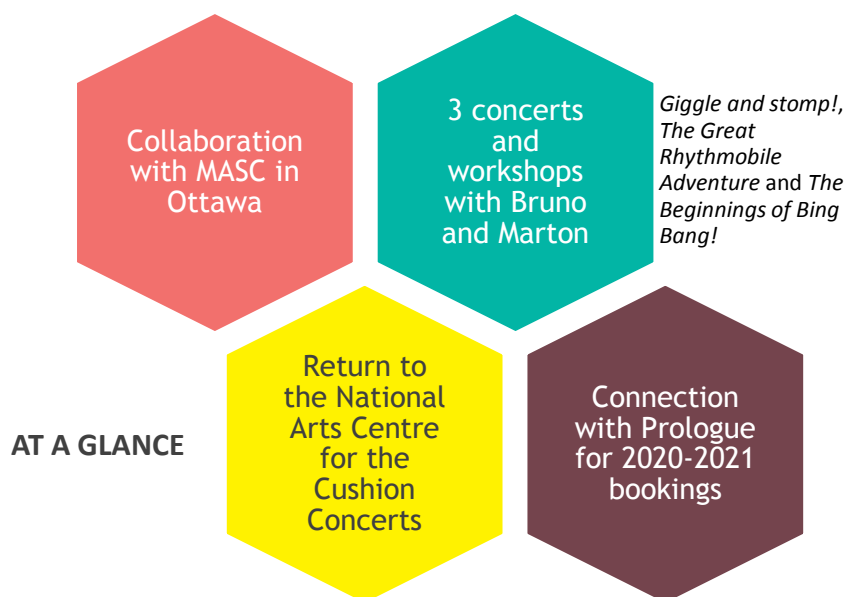 Collaboration
with MASC in
Ottawa
3 concerts
and
workshops
with Bruno
and Marton
Giggle and stomp!,
The Great
Rhythmobile
Adventure and The
Beginnings of Bing
Bang!
AT A GLANCE
Return to
the National
Arts Centre
for the
Cushion
Concerts
Connection
with Prologue
for 2020-2021
bookings